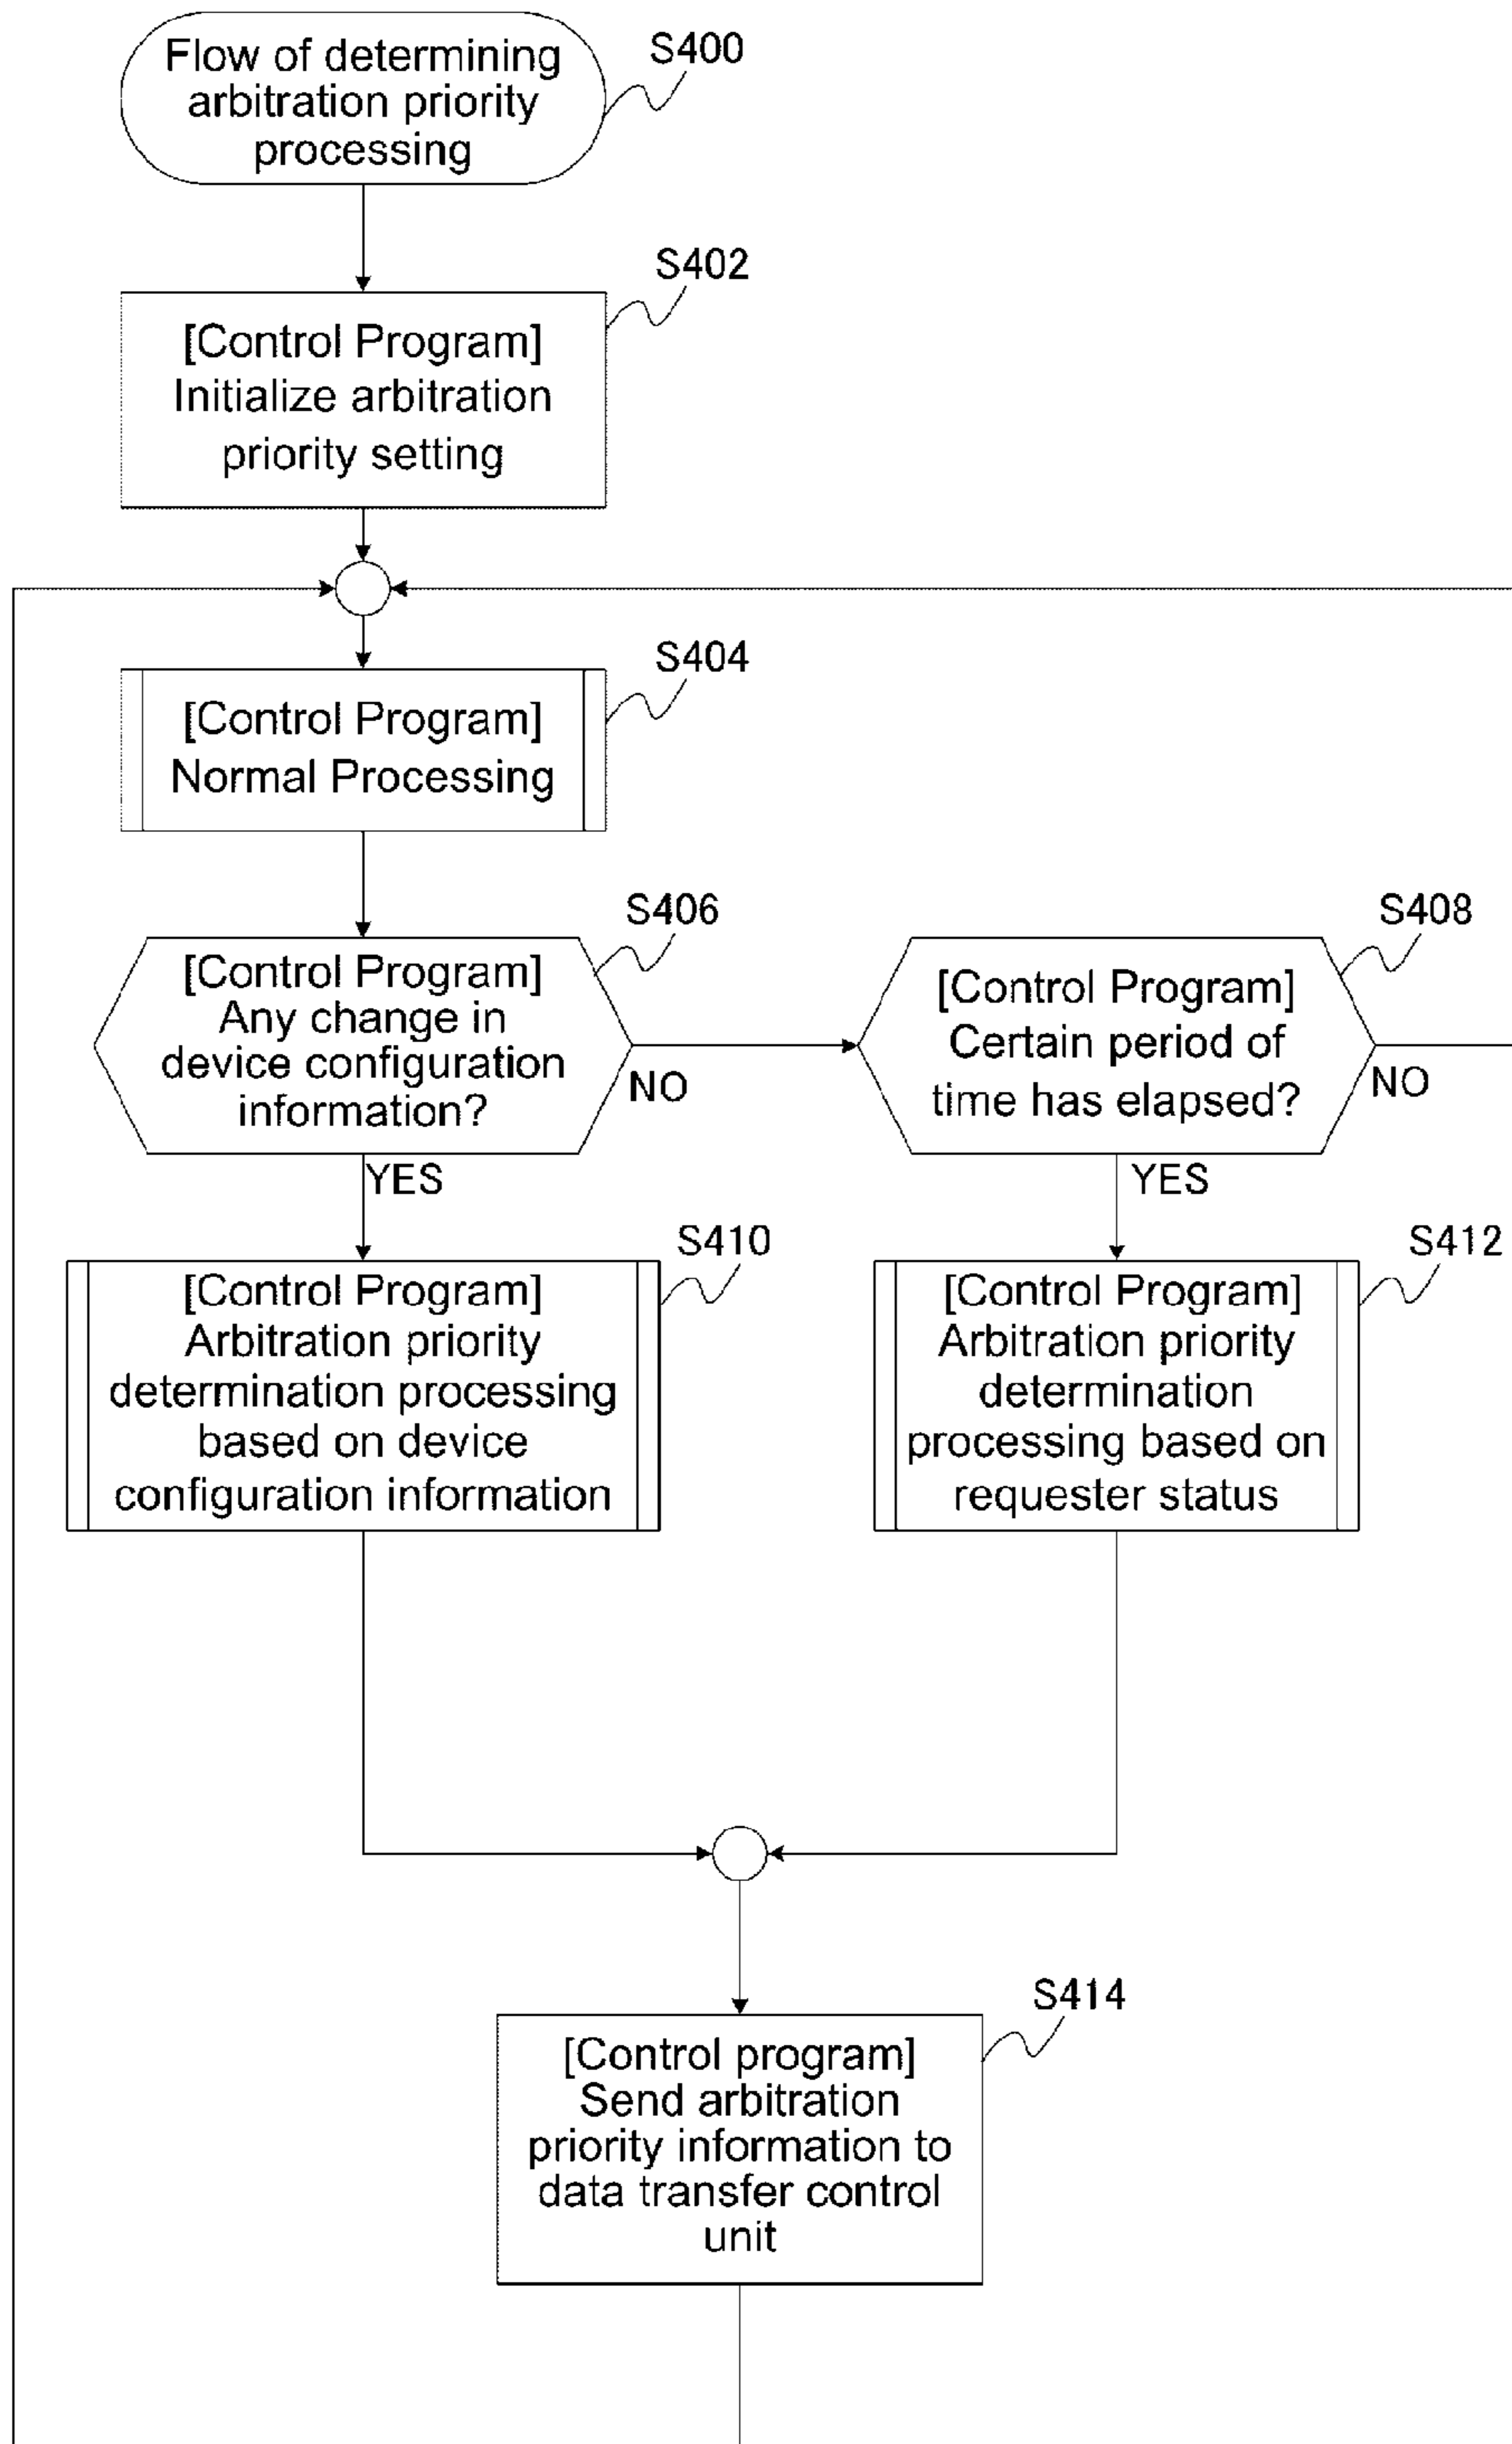 Flow of determining
arbitration priority
processing
S400
S402
[Control Program]
Initialize arbitration
priority setting
S404
[Control Program]
Normal Processing
S406
[Control Program]
Any change in
device configuration
information?
NO
YES
S408
[Control Program]
Certain period of
time has elapsed?
NO
YES
S410
[Control Program]
Arbitration priority
determination processing
based on device
configuration information
S412
[Control Program]
Arbitration priority
determination
processing based on
requester status
S414
[Control program]
Send arbitration
priority information to
data transfer control
unit